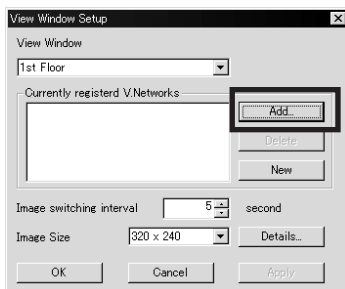 View Window Setup
View Window
1st Floor
Currently registerd V.Networks
Add...
Delete
New
Image switching interval 5 second
Image Size 320 x 240 Details...
OK Cancel Apply